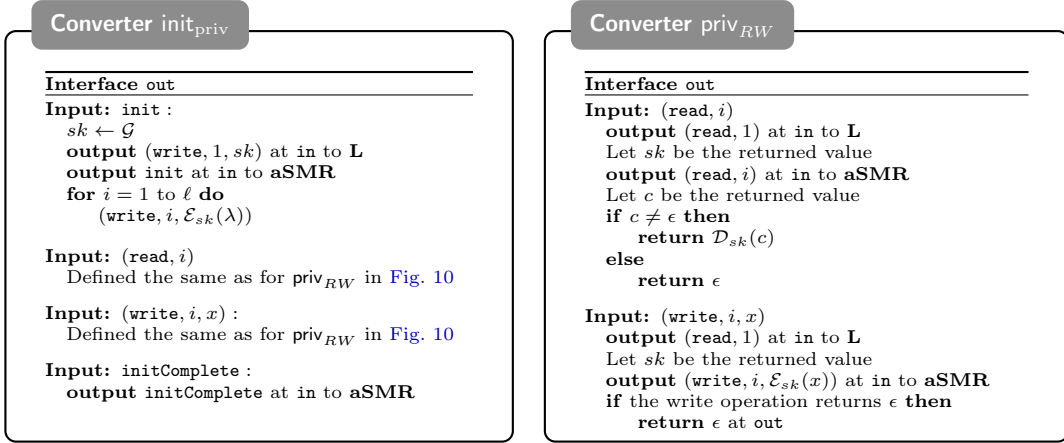 Converter init_priv
Interface out
Input: init :
sk ← 𝒢
output (write, 1, sk) at in to L
output init at in to aSMR
for i = 1 to ℓ do
(write, i, ℰ_sk(λ))
Input: (read, i)
Defined the same as for priv_RW in Fig. 10
Input: (write, i, x) :
Defined the same as for priv_RW in Fig. 10
Input: initComplete :
output initComplete at in to aSMR
Converter priv_RW
Interface out
Input: (read, i)
output (read, 1) at in to L
Let sk be the returned value
output (read, i) at in to aSMR
Let c be the returned value
if c ≠ ϵ then
return 𝒟_sk(c)
else
return ϵ
Input: (write, i, x)
output (read, 1) at in to L
Let sk be the returned value
output (write, i, ℰ_sk(x)) at in to aSMR
if the write operation returns ϵ then
return ϵ at out